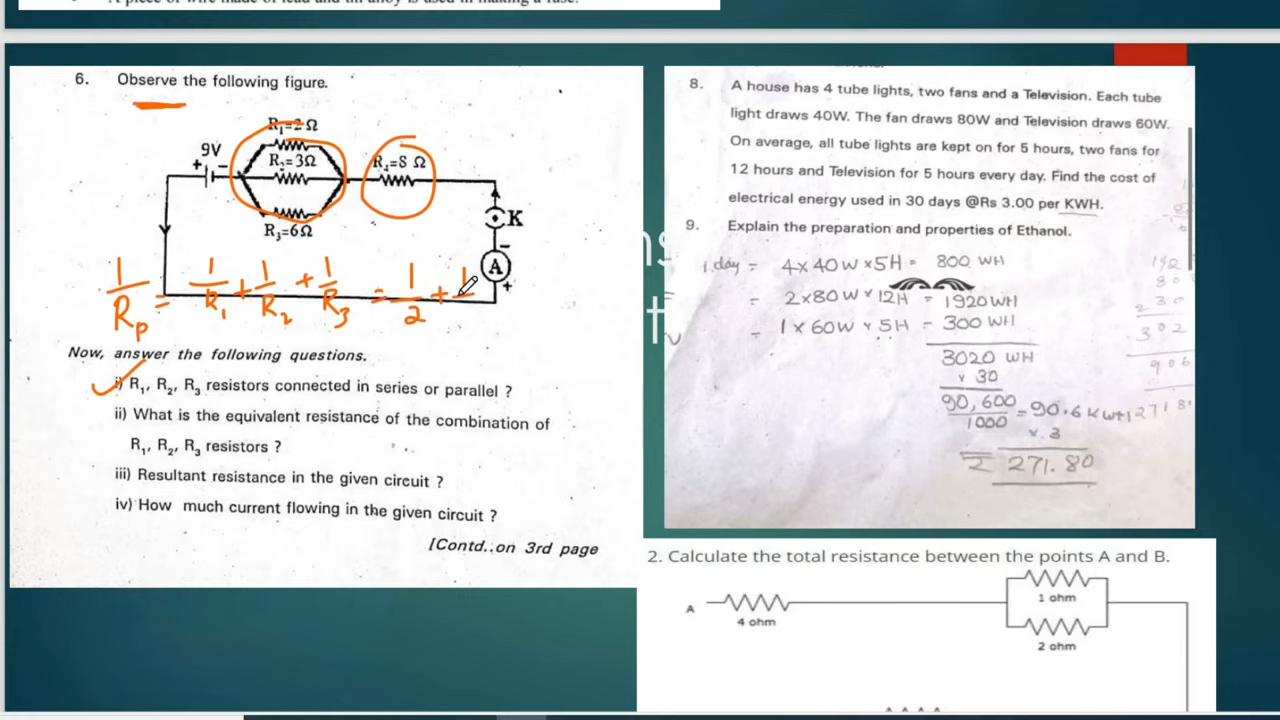 6. Observe the following figure.
R₁=2 Ω
9V
+ –
R₂= 3Ω
R₄=8 Ω
K
R₃=6Ω
–
A
+
1/Rp = 1/R₁ + 1/R₂ + 1/R₃ = 1/2 + 1
Now, answer the following questions.
i) R₁, R₂, R₃ resistors connected in series or parallel ?
ii) What is the equivalent resistance of the combination of
R₁, R₂, R₃ resistors ?
iii) Resultant resistance in the given circuit ?
iv) How much current flowing in the given circuit ?
[Contd..on 3rd page
8. A house has 4 tube lights, two fans and a Television. Each tube
light draws 40W. The fan draws 80W and Television draws 60W.
On average, all tube lights are kept on for 5 hours, two fans for
12 hours and Television for 5 hours every day. Find the cost of
electrical energy used in 30 days @Rs 3.00 per KWH.
9. Explain the preparation and properties of Ethanol.
1 day = 4x 40W x5H = 800 WH
= 2x80W x 12H = 1920WH
= 1x 60W x 5H = 300 WH
3020 WH
x 30
90,600
1000
= 90.6 KWH
x 3
271.80
302
906
2. Calculate the total resistance between the points A and B.
1 ohm
A
4 ohm
2 ohm